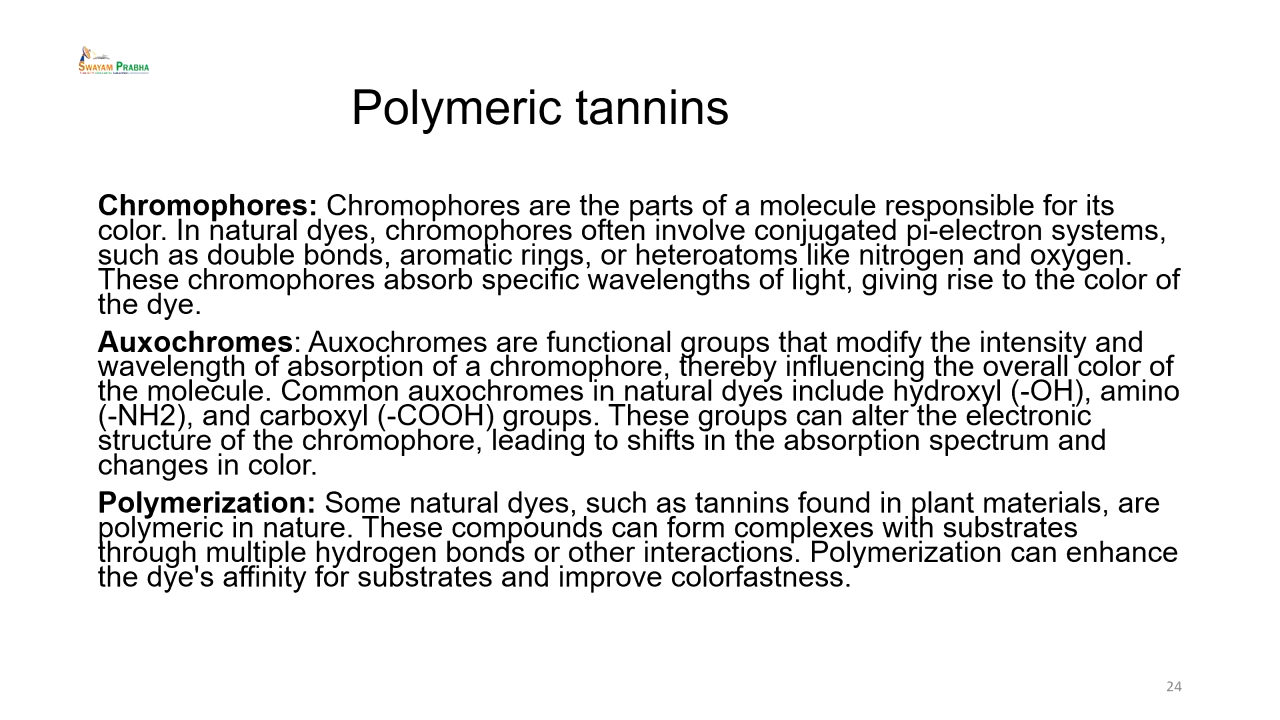 SWAYAM PRABHA
Polymeric tannins
Chromophores: Chromophores are the parts of a molecule responsible for its
color. In natural dyes, chromophores often involve conjugated pi-electron systems,
such as double bonds, aromatic rings, or heteroatoms like nitrogen and oxygen.
These chromophores absorb specific wavelengths of light, giving rise to the color of
the dye.
Auxochromes: Auxochromes are functional groups that modify the intensity and
wavelength of absorption of a chromophore, thereby influencing the overall color of
the molecule. Common auxochromes in natural dyes include hydroxyl (-OH), amino
(-NH2), and carboxyl (-COOH) groups. These groups can alter the electronic
structure of the chromophore, leading to shifts in the absorption spectrum and
changes in color.
Polymerization: Some natural dyes, such as tannins found in plant materials, are
polymeric in nature. These compounds can form complexes with substrates
through multiple hydrogen bonds or other interactions. Polymerization can enhance
the dye's affinity for substrates and improve colorfastness.
24